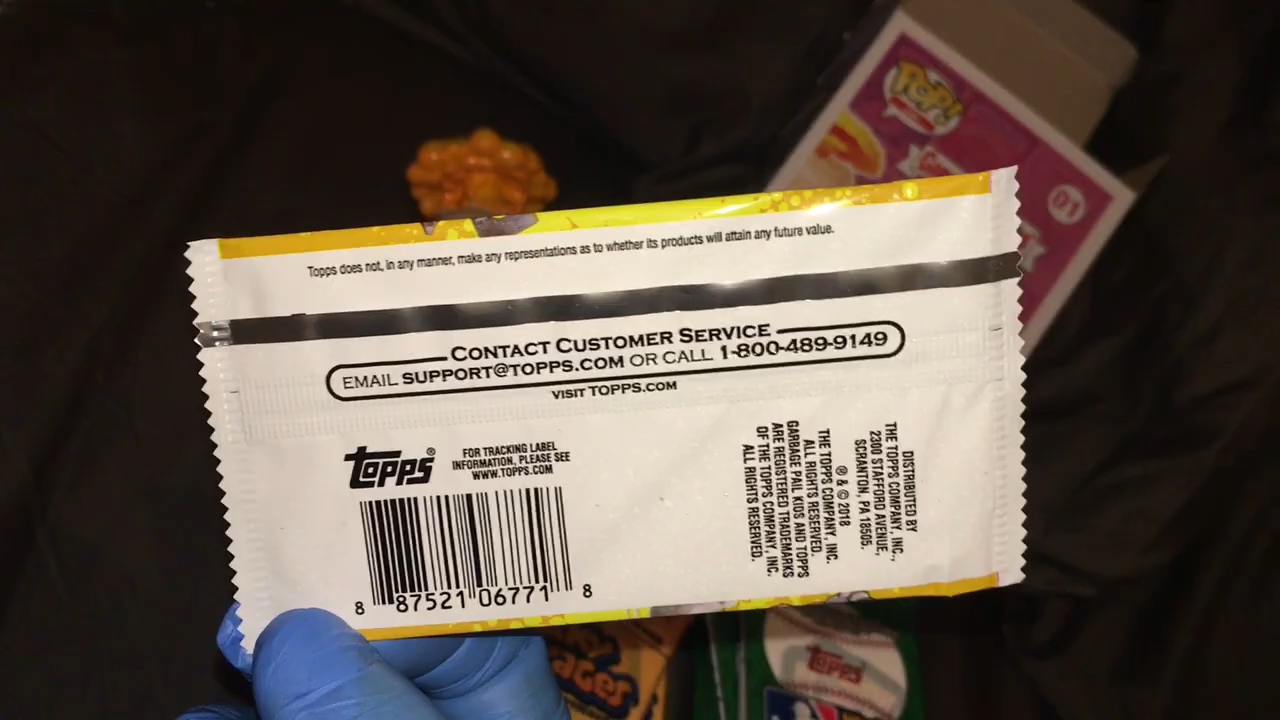 POP!
01
Topps does not, in any manner, make any representations as to whether its products will attain any future value.
CONTACT CUSTOMER SERVICE
EMAIL SUPPORT@TOPPS.COM OR CALL 1-800-489-9149
VISIT TOPPS.COM
topps®
FOR TRACKING LABEL
INFORMATION, PLEASE SEE
WWW.TOPPS.COM
8 87521 06771 8
DISTRIBUTED BY
THE TOPPS COMPANY, INC.,
2300 STAFFORD AVENUE,
SCRANTON, PA 18505.
® & © 2018
THE TOPPS COMPANY, INC.
ALL RIGHTS RESERVED.
GARBAGE PAIL KIDS AND TOPPS
ARE REGISTERED TRADEMARKS
OF THE TOPPS COMPANY, INC.
ALL RIGHTS RESERVED.
topps